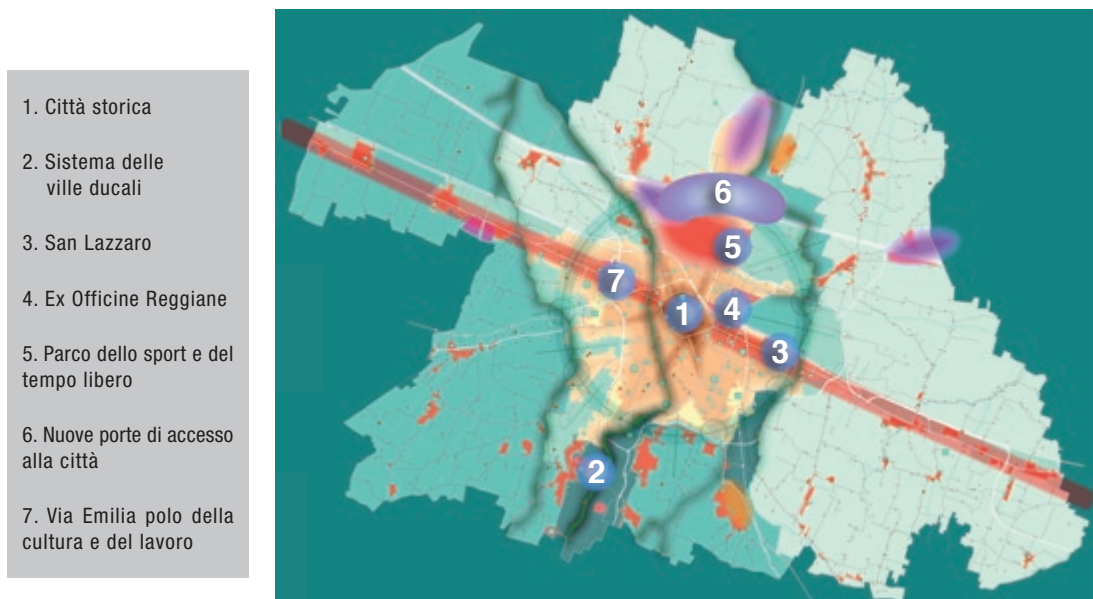 1. Città storica
2. Sistema delle
ville ducali
3. San Lazzaro
4. Ex Officine Reggiane
5. Parco dello sport e del
tempo libero
6. Nuove porte di accesso
alla città
7. Via Emilia polo della
cultura e del lavoro
6
5
7
4
1
3
2